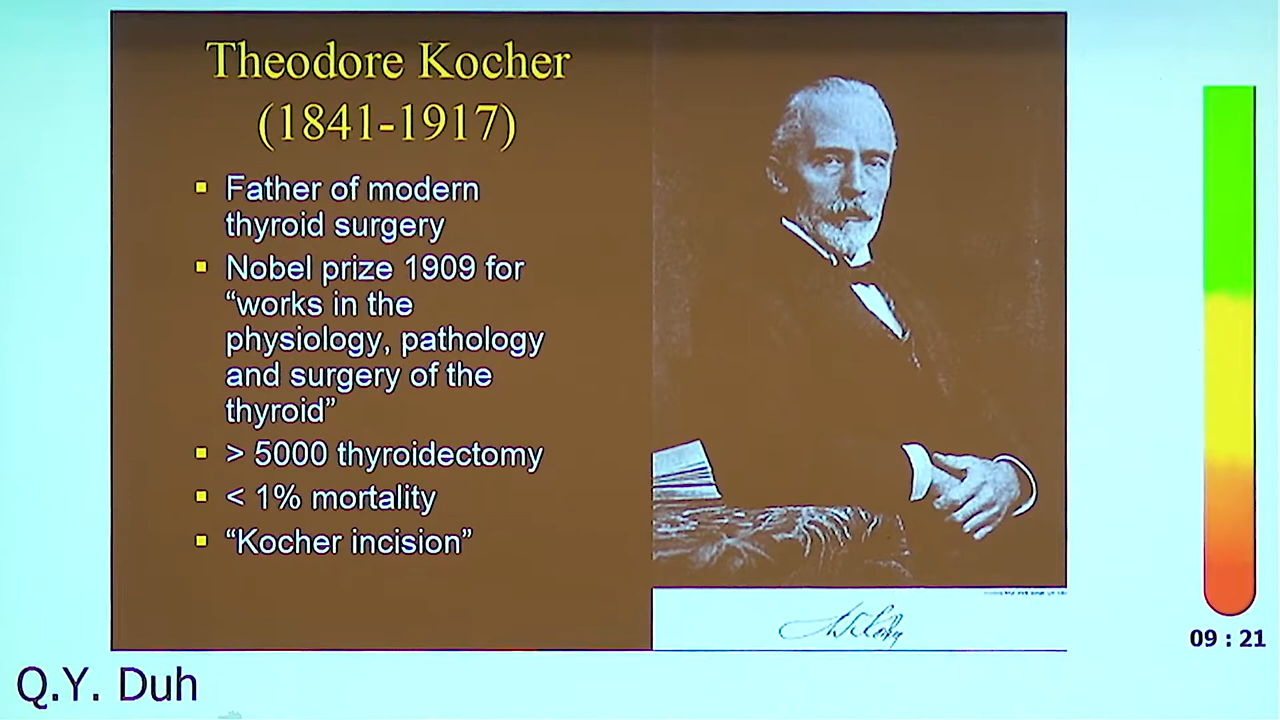 Theodore Kocher
(1841-1917)
Father of modern
thyroid surgery
Nobel prize 1909 for
“works in the
physiology, pathology
and surgery of the
thyroid”
> 5000 thyroidectomy
< 1% mortality
“Kocher incision”
09 : 21
Q.Y. Duh